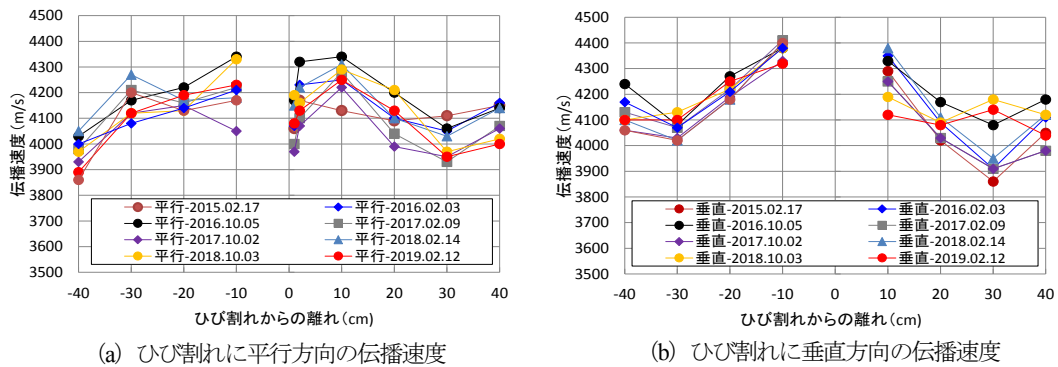 4500
4400
4300
4200
4100
4000
3900
3800
3700
3600
3500
伝播速度(m/s)
平行-2015.02.17 平行-2016.02.03
平行-2016.10.05 平行-2017.02.09
平行-2017.10.02 平行-2018.02.14
平行-2018.10.03 平行-2019.02.12
-40 -30 -20 -10 0 10 20 30 40
ひび割れからの離れ(cm)
(a) ひび割れに平行方向の伝播速度
4500
4400
4300
4200
4100
4000
3900
3800
3700
3600
3500
伝播速度(m/s)
垂直-2015.02.17 垂直-2016.02.03
垂直-2016.10.05 垂直-2017.02.09
垂直-2017.10.02 垂直-2018.02.14
垂直-2018.10.03 垂直-2019.02.12
-40 -30 -20 -10 0 10 20 30 40
ひび割れからの離れ(cm)
(b) ひび割れに垂直方向の伝播速度